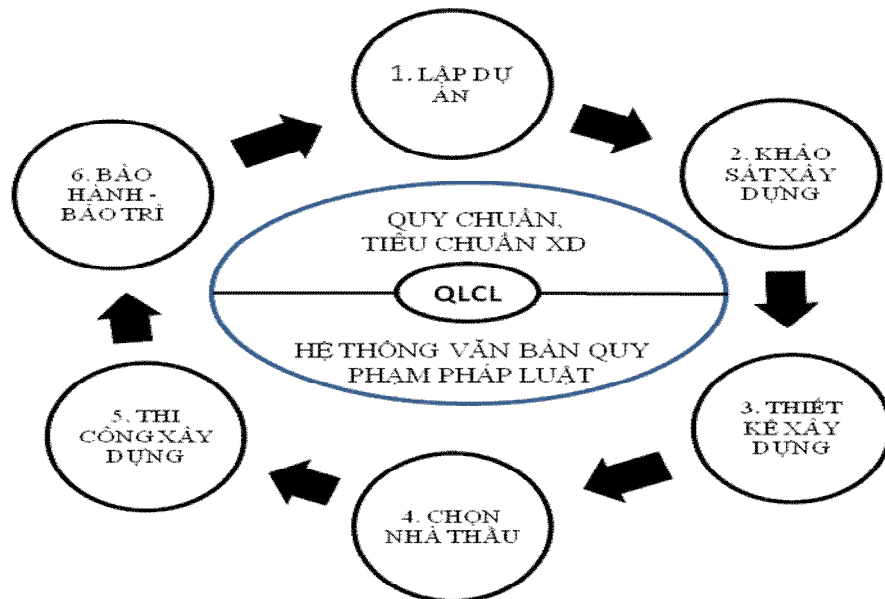 1. LẬP DỰ
ÁN
2. KHẢO
SÁT XÂY
DỰNG
3. THIẾT
KẾ XÂY
DỰNG
4. CHỌN
NHÀ THẦU
5. THI
CÔNG XÂY
DỰNG
6. BẢO
HÀNH -
BẢO TRÌ
QUY CHUẨN,
TIÊU CHUẨN XD
QLCL
HỆ THỐNG VĂN BẢN QUY
PHẠM PHÁP LUẬT